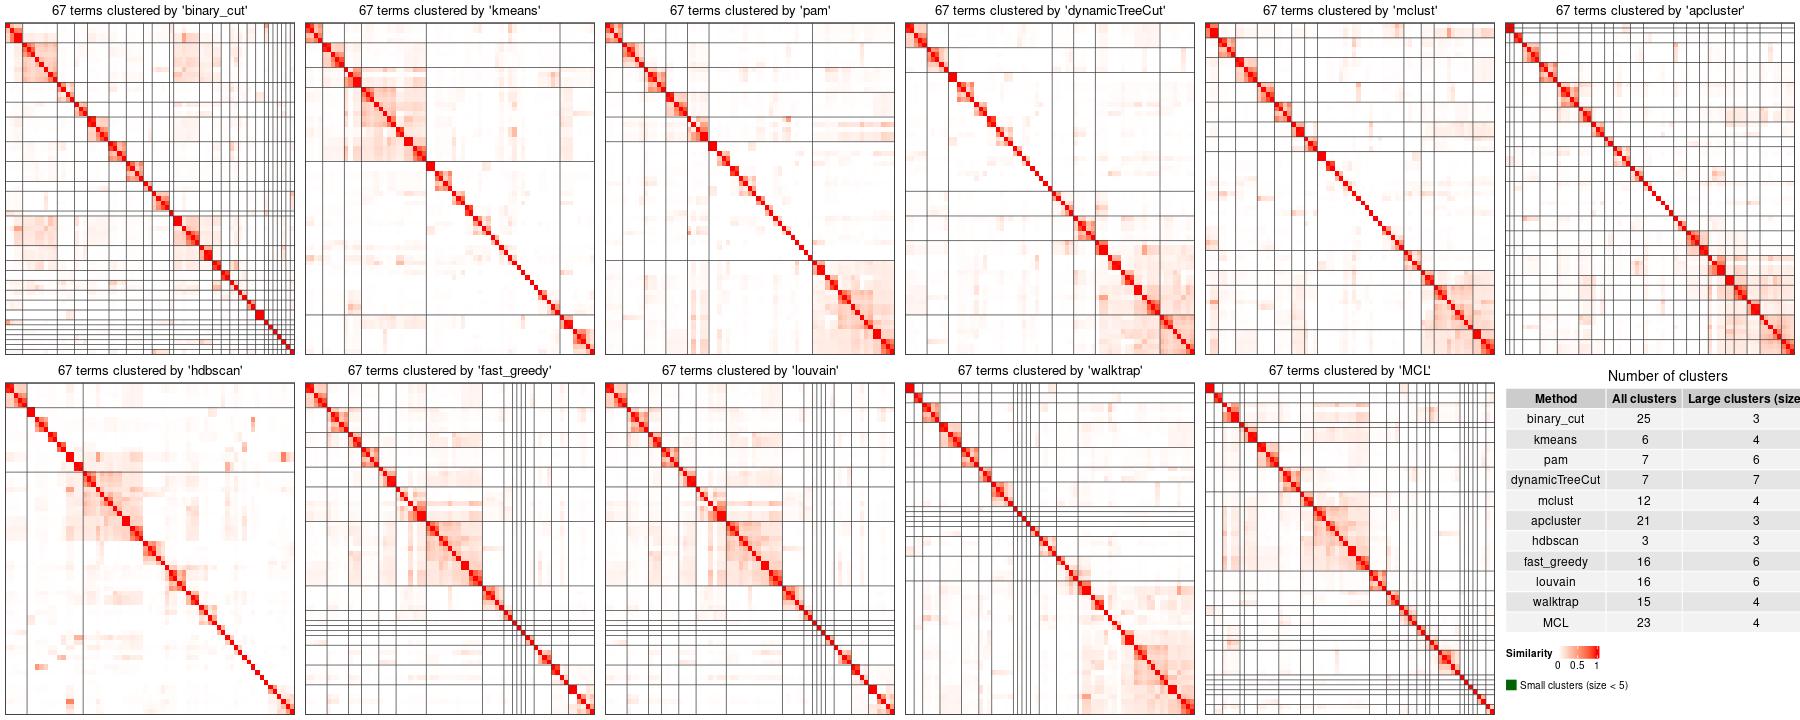 67 terms clustered by 'binary_cut'
67 terms clustered by 'kmeans'
67 terms clustered by 'pam'
67 terms clustered by 'dynamicTreeCut'
67 terms clustered by 'mclust'
67 terms clustered by 'apcluster'
67 terms clustered by 'hdbscan'
67 terms clustered by 'fast_greedy'
67 terms clustered by 'louvain'
67 terms clustered by 'walktrap'
67 terms clustered by 'MCL'
Number of clusters
Method All clusters Large clusters (size
binary_cut 25 3
kmeans 6 4
pam 7 6
dynamicTreeCut 7 7
mclust 12 4
apcluster 21 3
hdbscan 3 3
fast_greedy 16 6
louvain 16 6
walktrap 15 4
MCL 23 4
Similarity
0 0.5 1
Small clusters (size < 5)